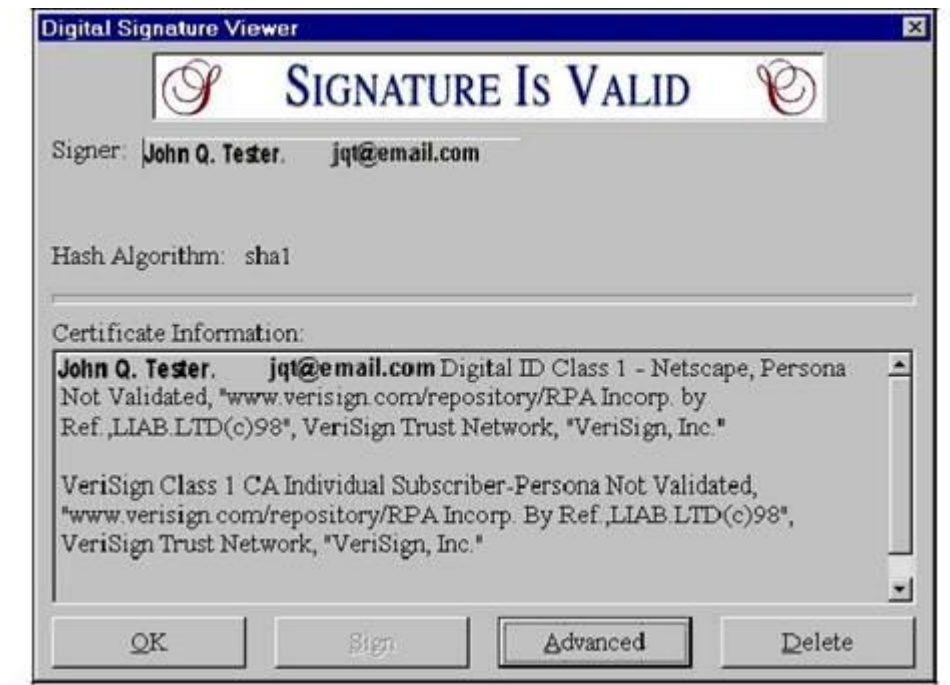 Digital Signature Viewer
SIGNATURE IS VALID
Signer: John Q. Tester. jqt@email.com
Hash Algorithm: sha1
Certificate Information:
John Q. Tester. jqt@email.com Digital ID Class 1 - Netscape, Persona
Not Validated, "www.verisign.com/repository/RPA Incorp. by
Ref.,LIAB.LTD(c)98", VeriSign Trust Network, "VeriSign, Inc."
VeriSign Class 1 CA Individual Subscriber-Persona Not Validated,
"www.verisign.com/repository/RPA Incorp. By Ref.,LIAB.LTD(c)98",
VeriSign Trust Network, "VeriSign, Inc."
OK Sign Advanced Delete